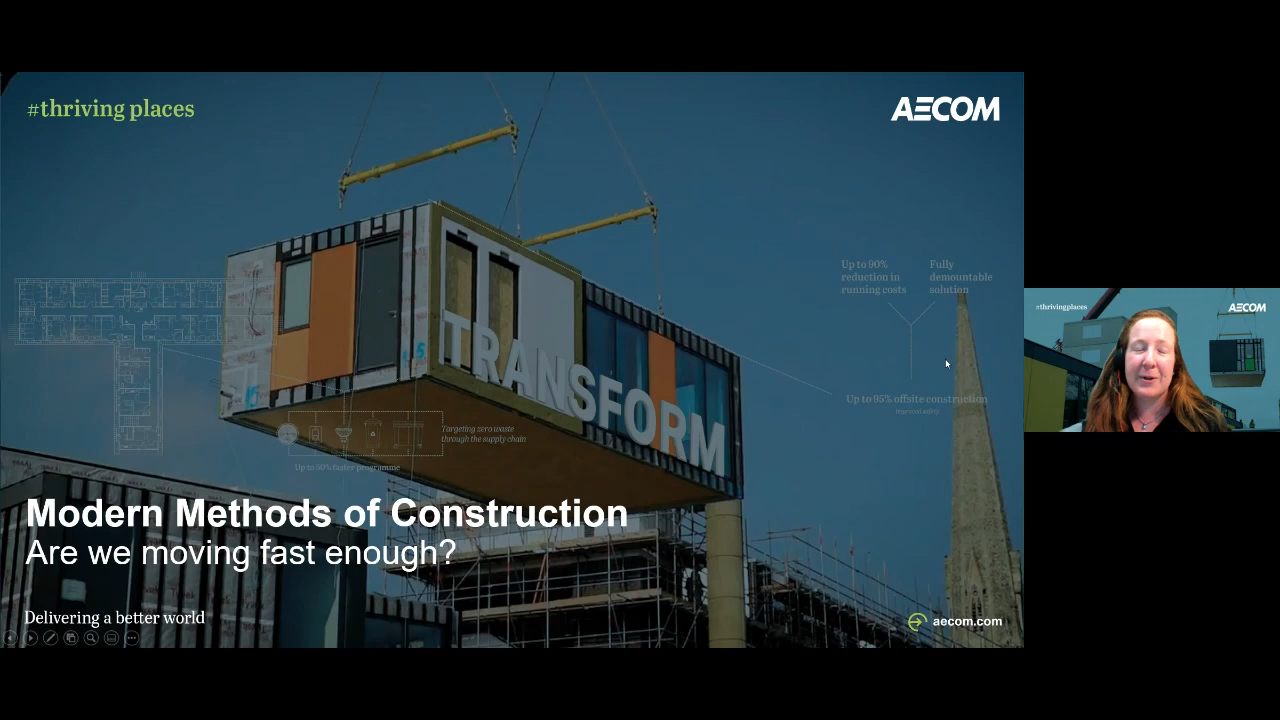 #thriving places
AECOM
Up to 90%
reduction in
running costs
Fully
demountable
solution
TRANSFORM
Up to 95% offsite construction
Improved safety
Targeting zero waste
through the supply chain
Up to 50% faster programme
Modern Methods of Construction
Are we moving fast enough?
Delivering a better world
aecom.com
#thrivingplaces
AECOM